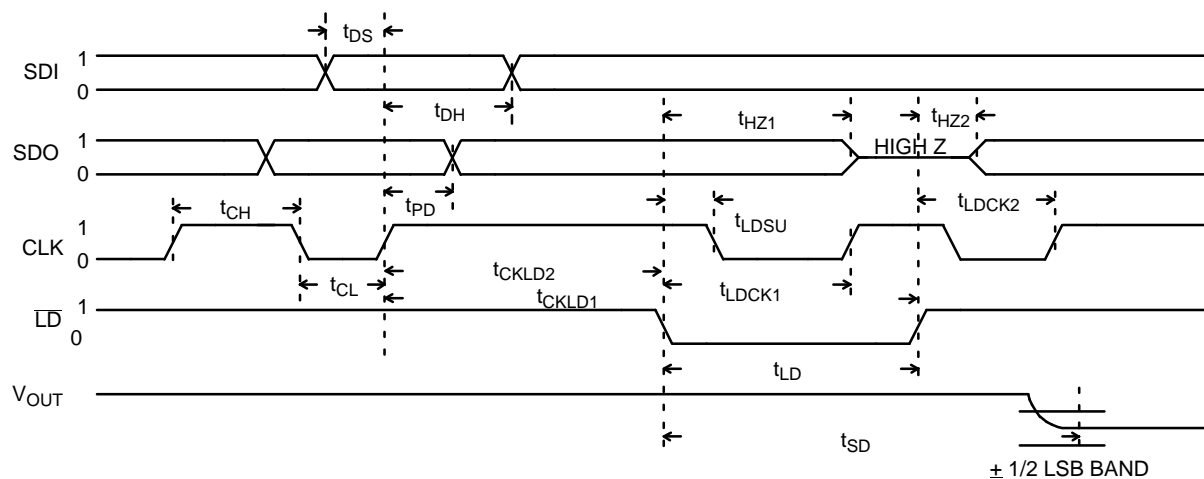 tDS
SDI 1
0
tDH
tHZ1
tHZ2
SDO 1
0
HIGH Z
tCH
tPD
tLDSU
tLDCK2
CLK 1
0
tCL
tCKLD2
tLDCK1
tCKLD1
LD 1
0
tLD
VOUT
tSD
± 1/2 LSB BAND